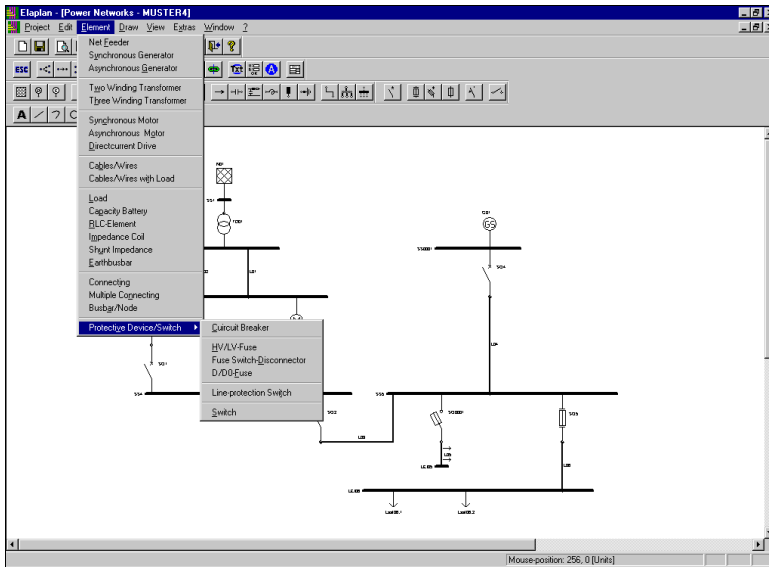 Elaplan - [Power Networks - MUSTER4]
Project Edit Element Draw View Extras Window ?
ESC
A
Net Feeder
Synchronous Generator
Asynchronous Generator
Two Winding Transformer
Three Winding Transformer
Synchronous Motor
Asynchronous Motor
Directcurrent Drive
Cables/Wires
Cables/Wires with Load
Load
Capacity Battery
RLC-Element
Impedance Coil
Shunt Impedance
Earthbusbar
Connecting
Multiple Connecting
Busbar/Node
Protective Device/Switch
Cuircuit Breaker
HV/LV-Fuse
Fuse Switch-Disconnector
D/D0-Fuse
Line-protection Switch
Switch
GS
Mouse-position: 256, 0 [Units]